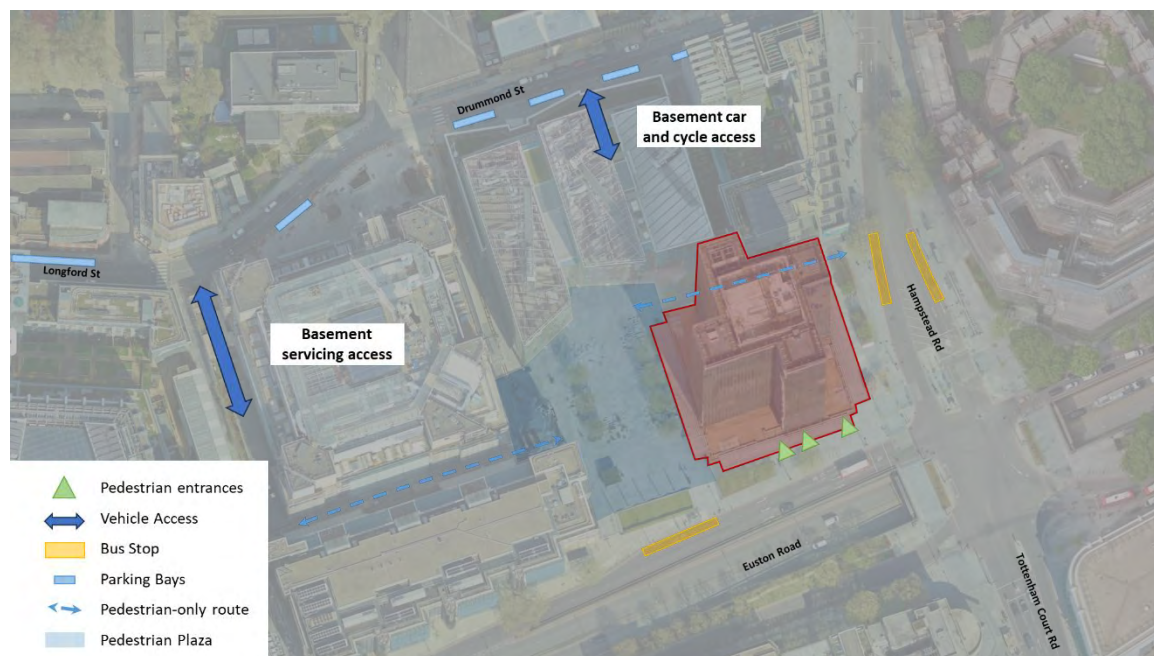 Drummond St
Basement car
and cycle access
Longford St
Basement
servicing access
Hampstead Rd
Euston Road
Tottenham Court Rd
Pedestrian entrances
Vehicle Access
Bus Stop
Parking Bays
Pedestrian-only route
Pedestrian Plaza